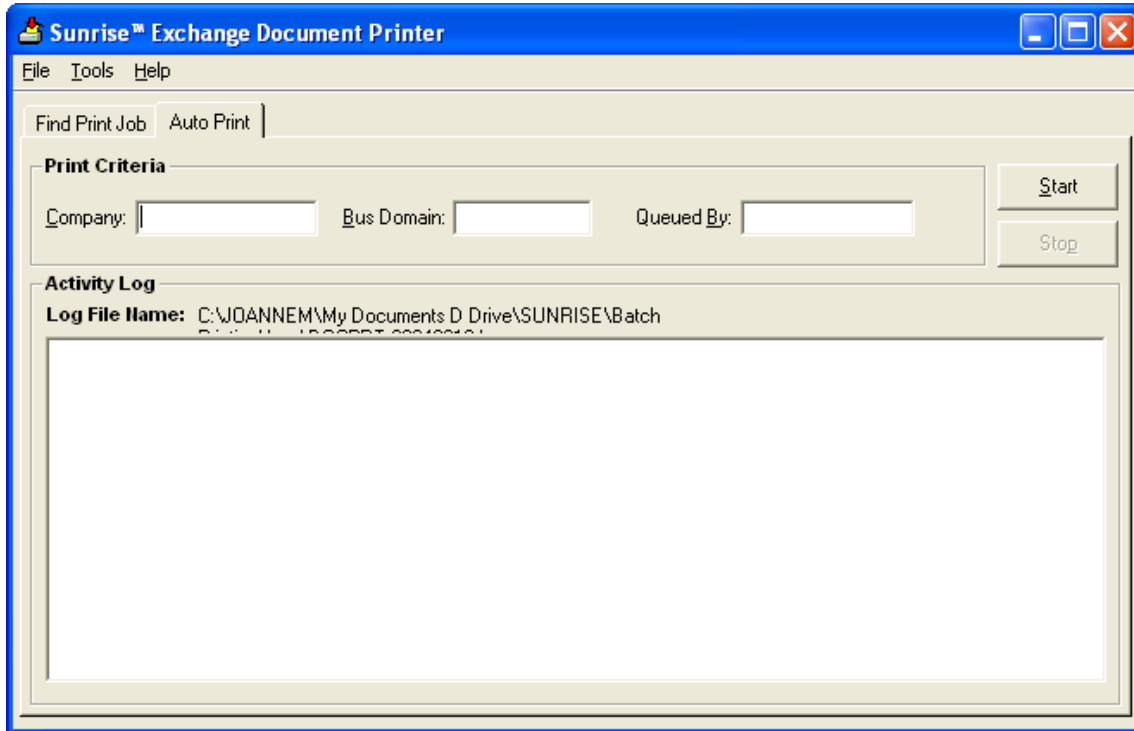 Sunrise™ Exchange Document Printer
File Tools Help
Find Print Job Auto Print
Print Criteria
Company: Bus Domain: Queued By:
Start
Stop
Activity Log
Log File Name: C:\JOANNEM\My Documents D Drive\SUNRISE\Batch